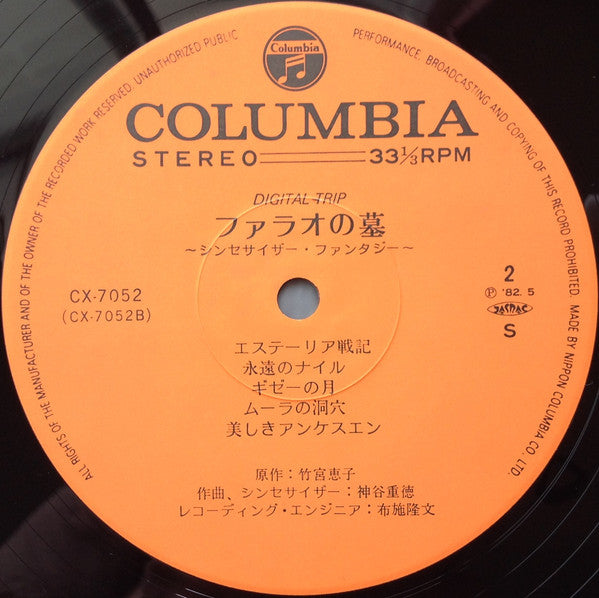 Columbia
COLUMBIA
STEREO 33⅓RPM
DIGITAL TRIP
ファラオの墓
〜シンセサイザー・ファンタジー〜
CX-7052
(CX-7052B)
2
Ⓟ '82. 5
JASRAC
S
エステーリア戦記
永遠のナイル
ギゼーの月
ムーラの洞穴
美しきアンケスエン
原作:竹宮恵子
作曲、シンセサイザー:神谷重徳
レコーディング・エンジニア:布施隆文
ALL RIGHTS OF THE MANUFACTURER AND OF THE OWNER OF THE RECORDED WORK RESERVED. UNAUTHORIZED PUBLIC PERFORMANCE, BROADCASTING AND COPYING OF THIS RECORD PROHIBITED. MADE BY NIPPON COLUMBIA CO., LTD.